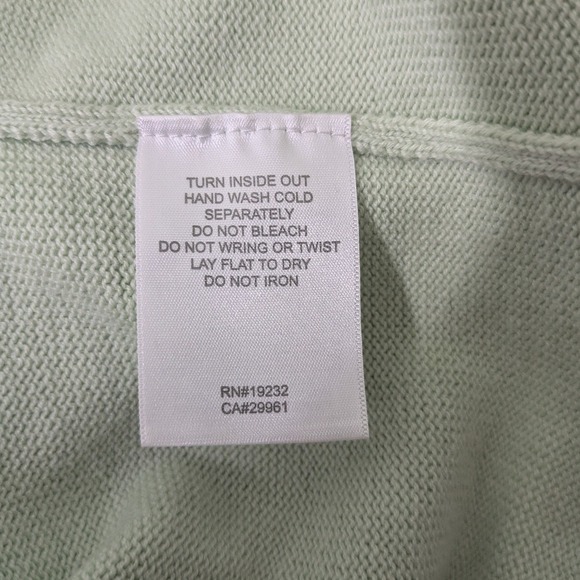 TURN INSIDE OUT
HAND WASH COLD
SEPARATELY
DO NOT BLEACH
DO NOT WRING OR TWIST
LAY FLAT TO DRY
DO NOT IRON
RN#19232
CA#29961